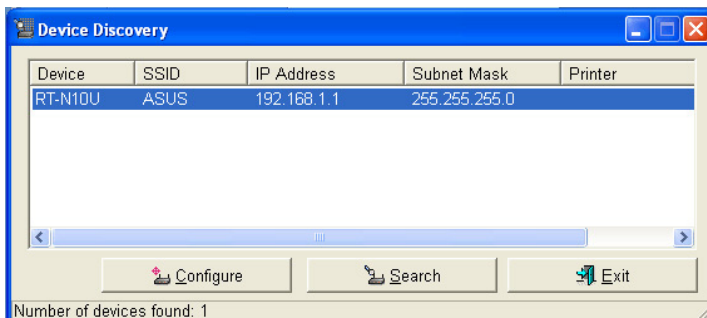 Device Discovery
Device SSID IP Address Subnet Mask Printer
RT-N10U ASUS 192.168.1.1 255.255.255.0
Configure Search Exit
Number of devices found: 1